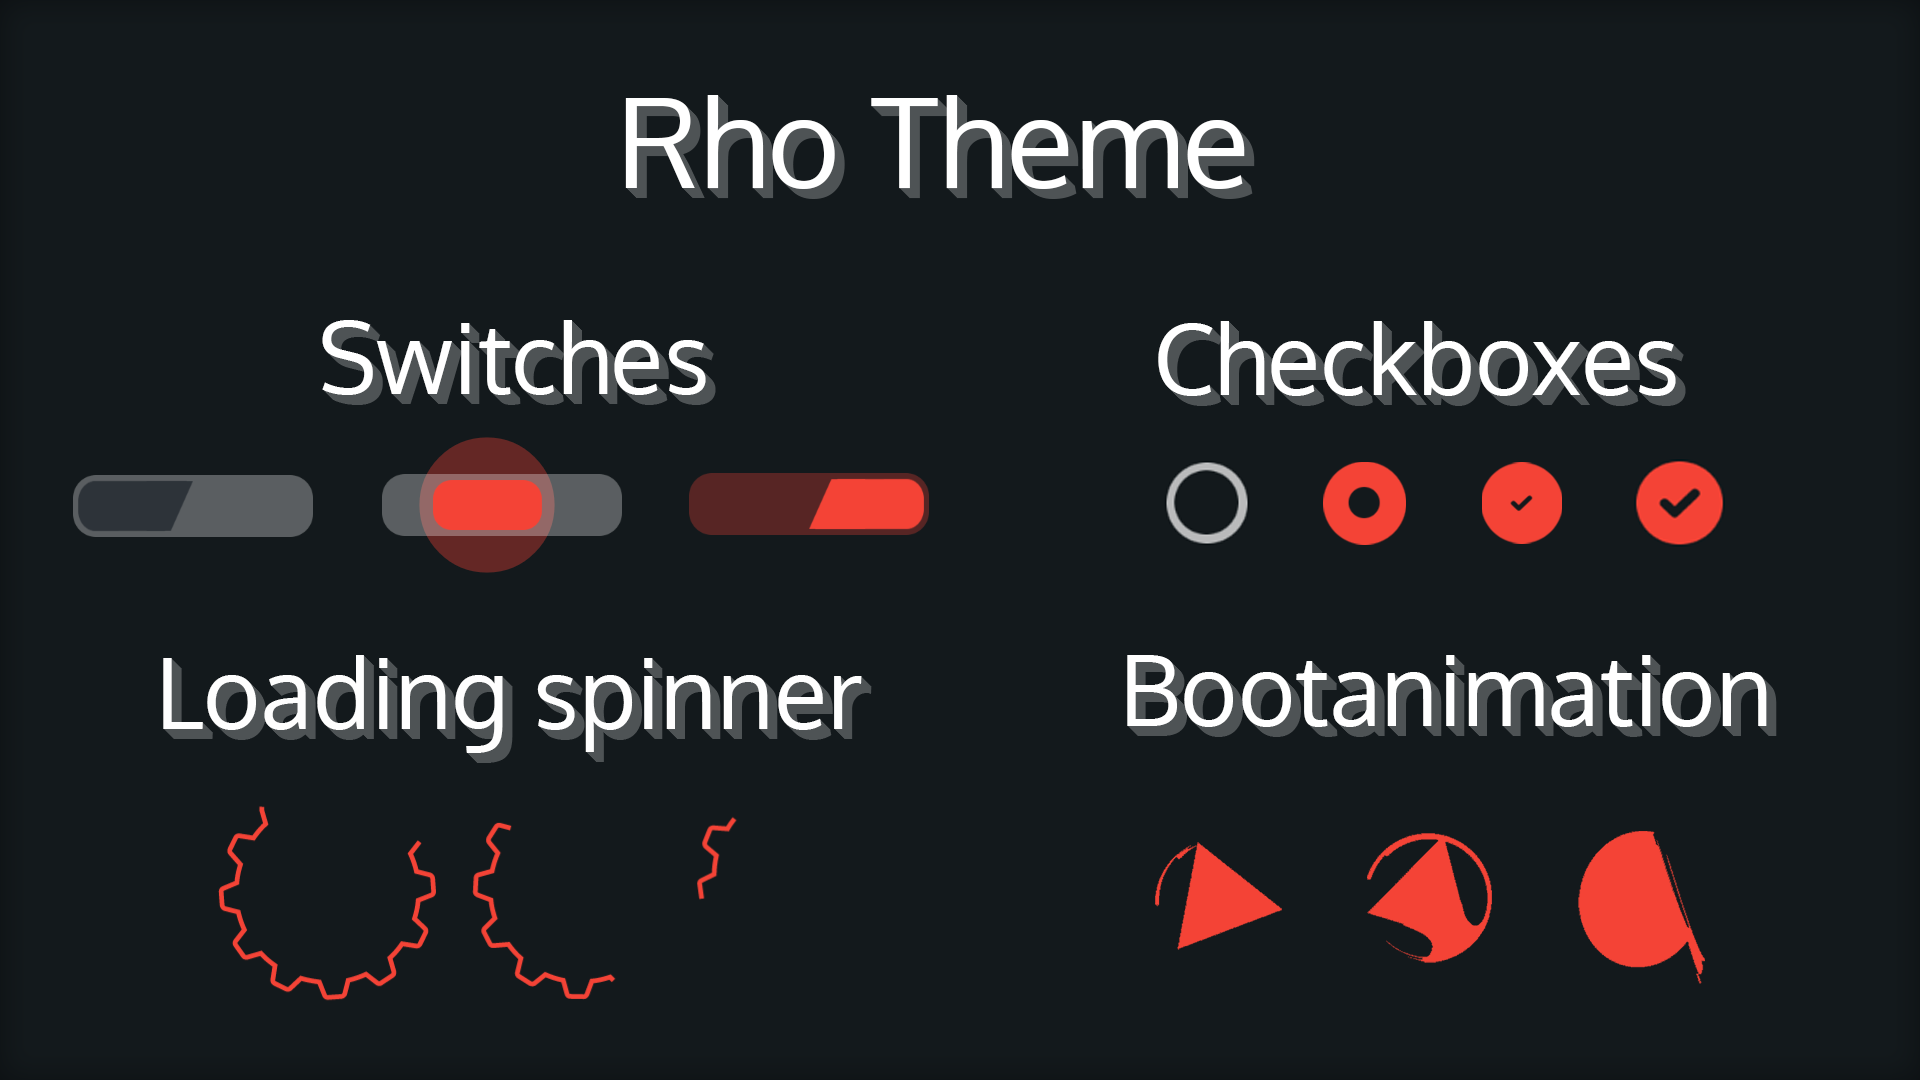 Rho Theme
Switches
Checkboxes
Loading spinner
Bootanimation